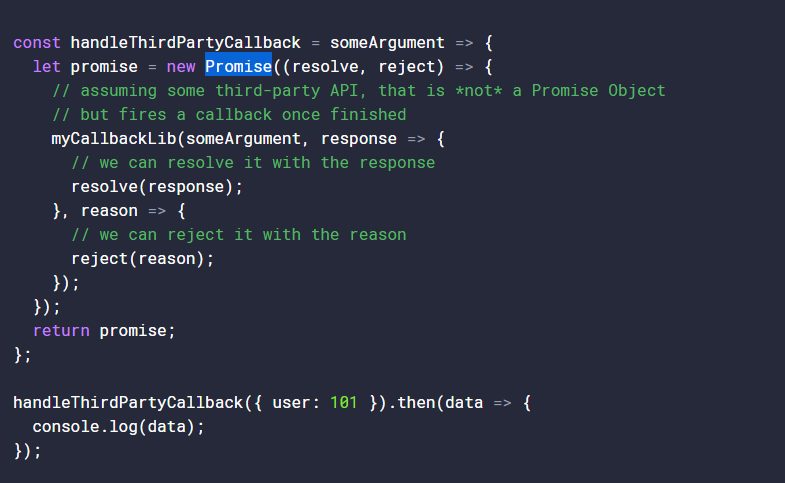 const handleThirdPartyCallback = someArgument => {
  let promise = new Promise((resolve, reject) => {
    // assuming some third-party API, that is *not* a Promise Object
    // but fires a callback once finished
    myCallbackLib(someArgument, response => {
      // we can resolve it with the response
      resolve(response);
    }, reason => {
      // we can reject it with the reason
      reject(reason);
    });
  });
  return promise;
};

handleThirdPartyCallback({ user: 101 }).then(data => {
  console.log(data);
});